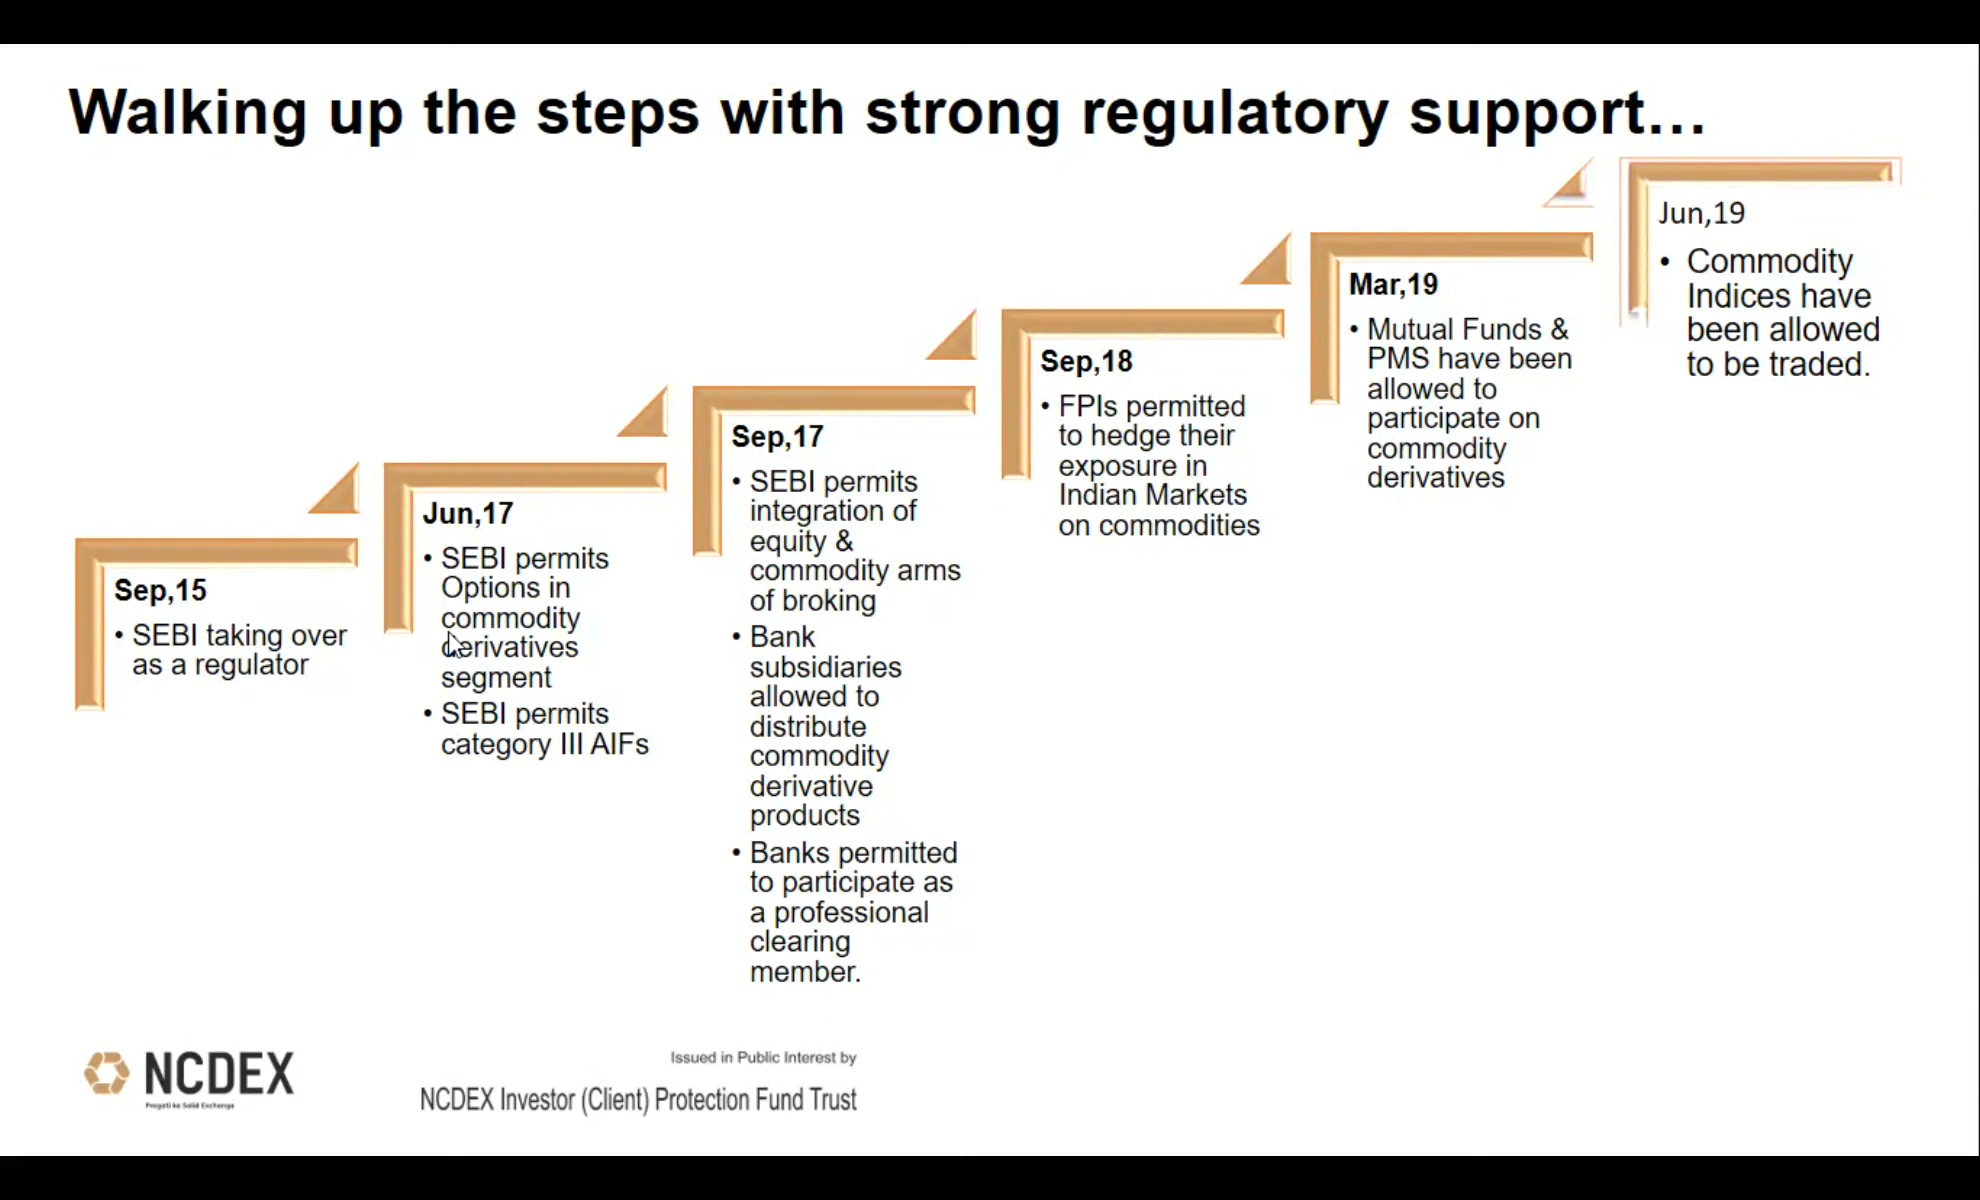 Walking up the steps with strong regulatory support…
Sep,15
• SEBI taking over
as a regulator
Jun,17
• SEBI permits
Options in
commodity
derivatives
segment
• SEBI permits
category III AIFs
Sep,17
• SEBI permits
integration of
equity &
commodity arms
of broking
• Bank
subsidiaries
allowed to
distribute
commodity
derivative
products
• Banks permitted
to participate as
a professional
clearing
member.
Sep,18
• FPIs permitted
to hedge their
exposure in
Indian Markets
on commodities
Mar,19
• Mutual Funds &
PMS have been
allowed to
participate on
commodity
derivatives
Jun,19
• Commodity
Indices have
been allowed
to be traded.
NCDEX
Pragati ka Solid Exchange
Issued in Public Interest by
NCDEX Investor (Client) Protection Fund Trust